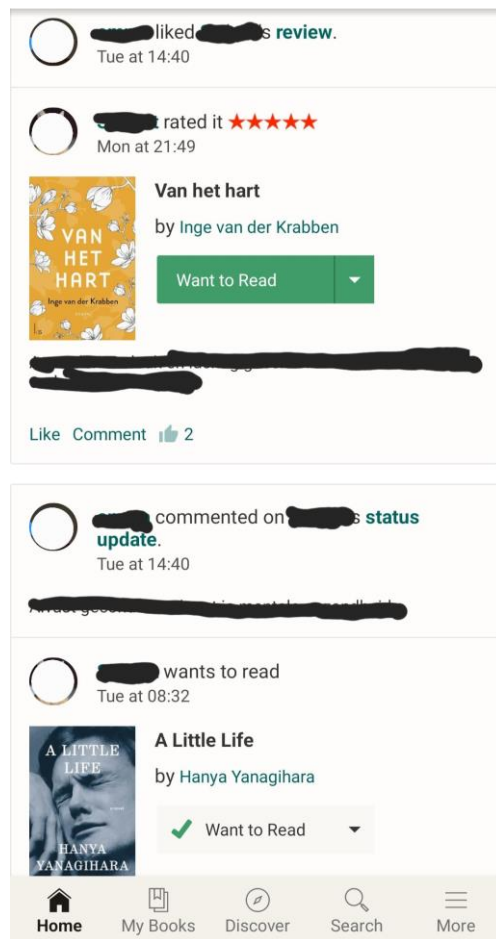 liked s review.
Tue at 14:40
rated it ★★★★★
Mon at 21:49
Van het hart
by Inge van der Krabben
VAN
HET
HART
Inge van der Krabben
Want to Read
Like Comment 2
commented on s status
update.
Tue at 14:40
wants to read
Tue at 08:32
A Little Life
by Hanya Yanagihara
A LITTLE
LIFE
HANYA
YANAGIHARA
Want to Read
Home My Books Discover Search More